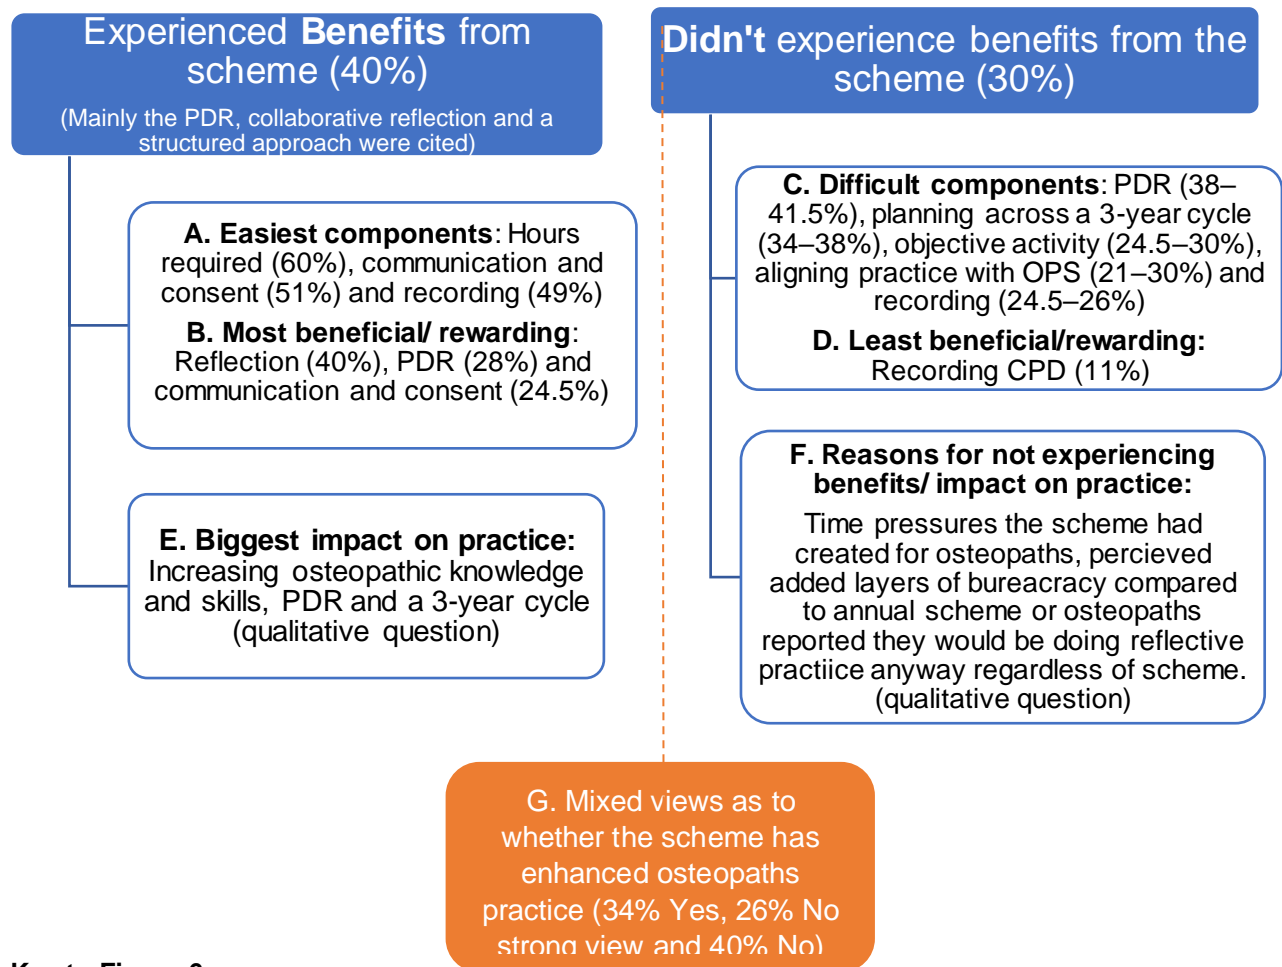 Experienced Benefits from
scheme (40%)
(Mainly the PDR, collaborative reflection and a
structured approach were cited)
Didn't experience benefits from the
scheme (30%)
A. Easiest components: Hours
required (60%), communication and
consent (51%) and recording (49%)
B. Most beneficial/ rewarding:
Reflection (40%), PDR (28%) and
communication and consent (24.5%)
C. Difficult components: PDR (38–
41.5%), planning across a 3-year cycle
(34–38%), objective activity (24.5–30%),
aligning practice with OPS (21–30%) and
recording (24.5–26%)
D. Least beneficial/rewarding:
Recording CPD (11%)
E. Biggest impact on practice:
Increasing osteopathic knowledge
and skills, PDR and a 3-year cycle
(qualitative question)
F. Reasons for not experiencing
benefits/ impact on practice:
Time pressures the scheme had
created for osteopaths, percieved
added layers of bureacracy compared
to annual scheme or osteopaths
reported they would be doing reflective
practiice anyway regardless of scheme.
(qualitative question)
G. Mixed views as to
whether the scheme has
enhanced osteopaths
practice (34% Yes, 26% No
strong view and 40% No)